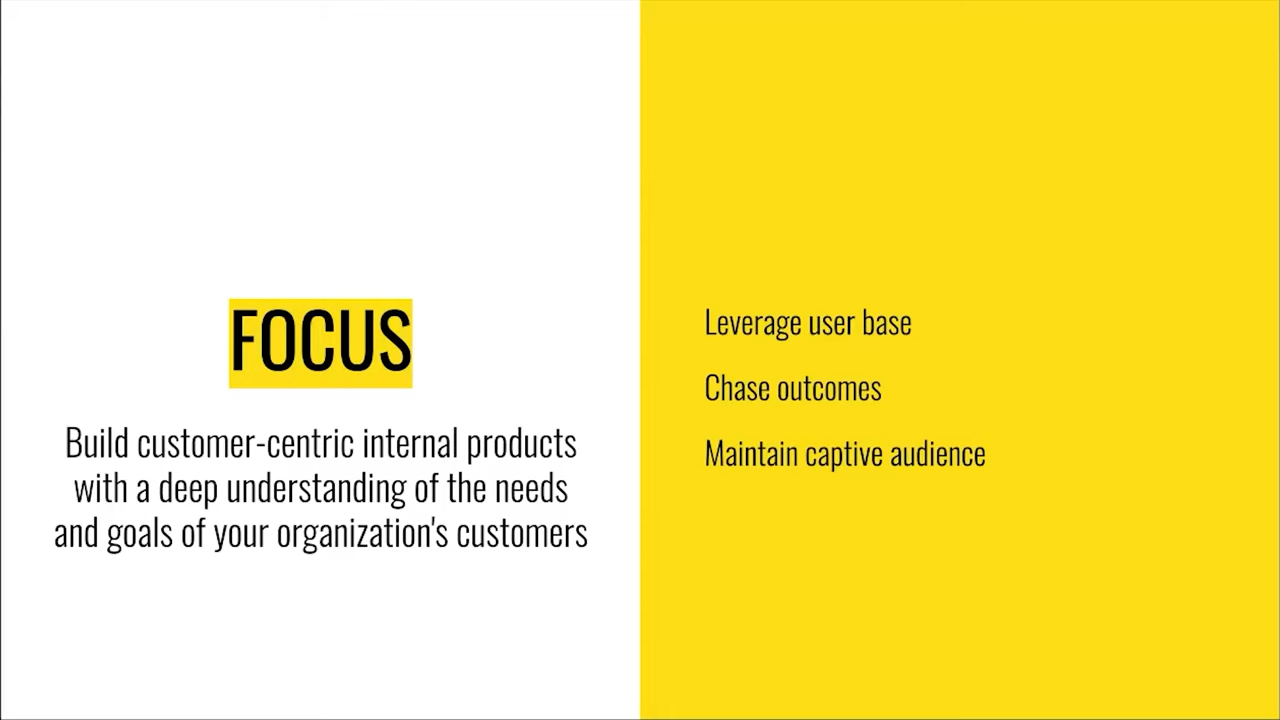 FOCUS
Build customer-centric internal products
with a deep understanding of the needs
and goals of your organization's customers
Leverage user base
Chase outcomes
Maintain captive audience